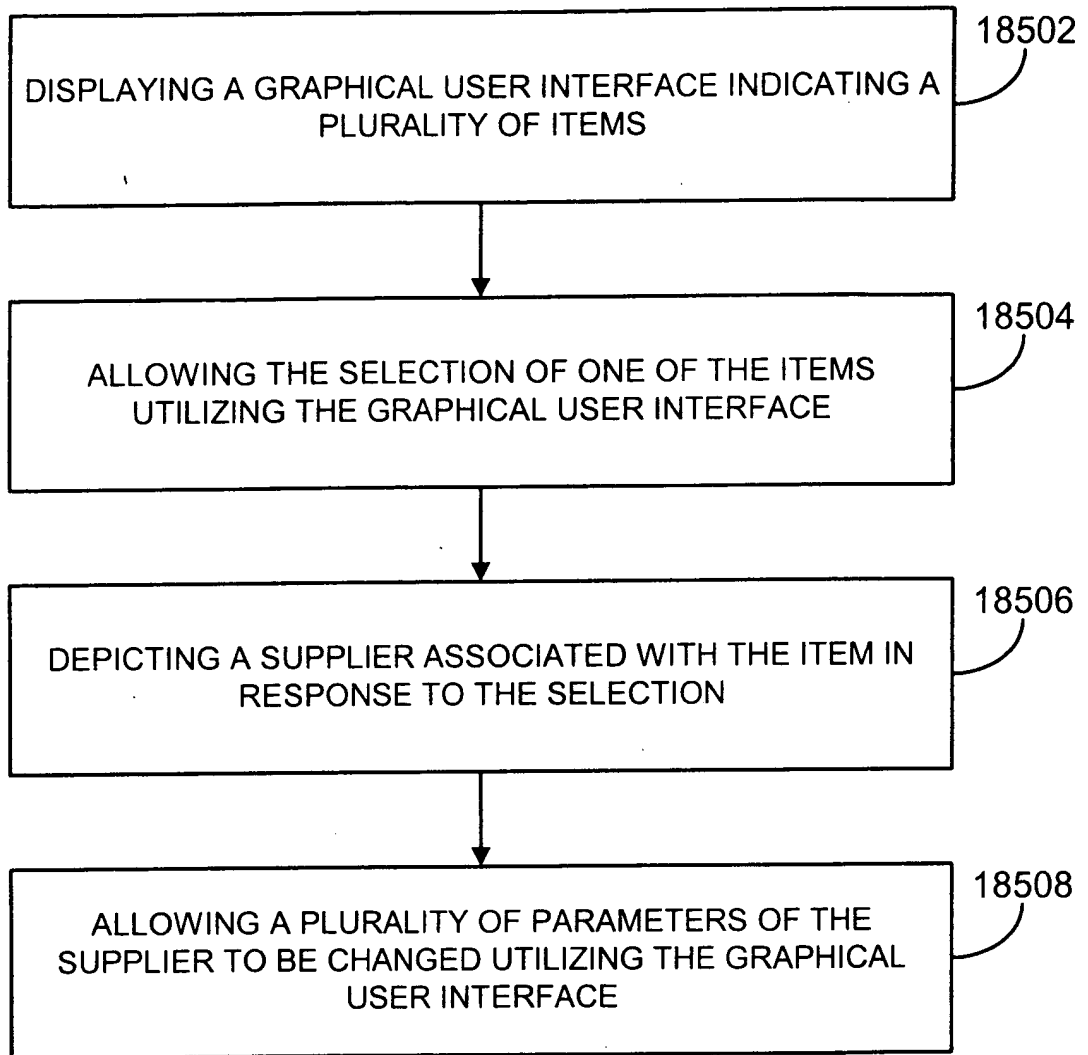 18502
DISPLAYING A GRAPHICAL USER INTERFACE INDICATING A
PLURALITY OF ITEMS
18504
ALLOWING THE SELECTION OF ONE OF THE ITEMS
UTILIZING THE GRAPHICAL USER INTERFACE
18506
DEPICTING A SUPPLIER ASSOCIATED WITH THE ITEM IN
RESPONSE TO THE SELECTION
18508
ALLOWING A PLURALITY OF PARAMETERS OF THE
SUPPLIER TO BE CHANGED UTILIZING THE GRAPHICAL
USER INTERFACE